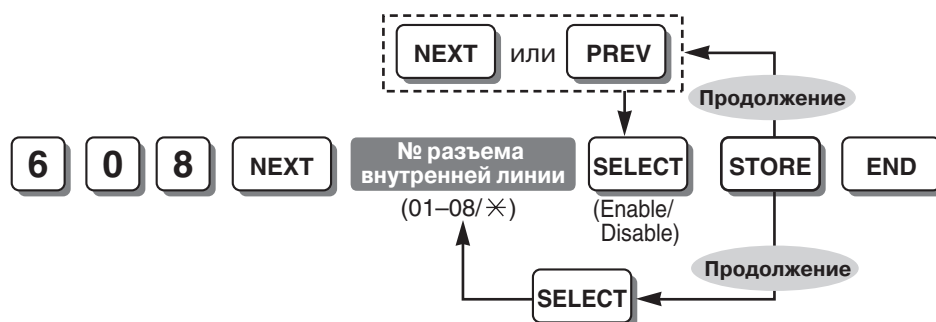 NEXT или PREV
Продолжение
6 0 8 NEXT № разъема внутренней линии SELECT STORE END
(01–08/✳)
(Enable/
Disable)
Продолжение
SELECT